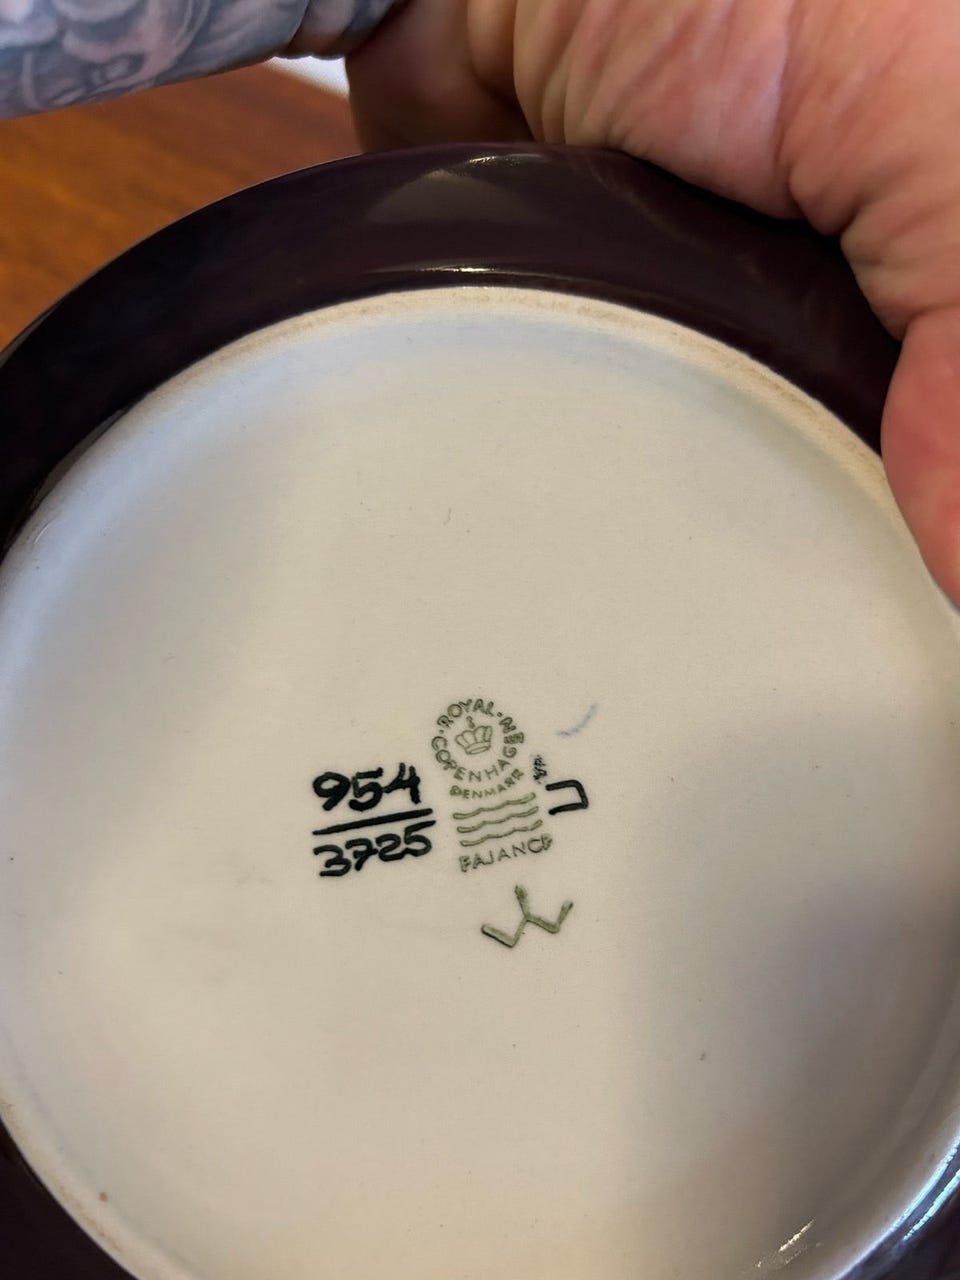 ROYAL
COPENHAGEN
DENMARK
954
3725
FAJANCE